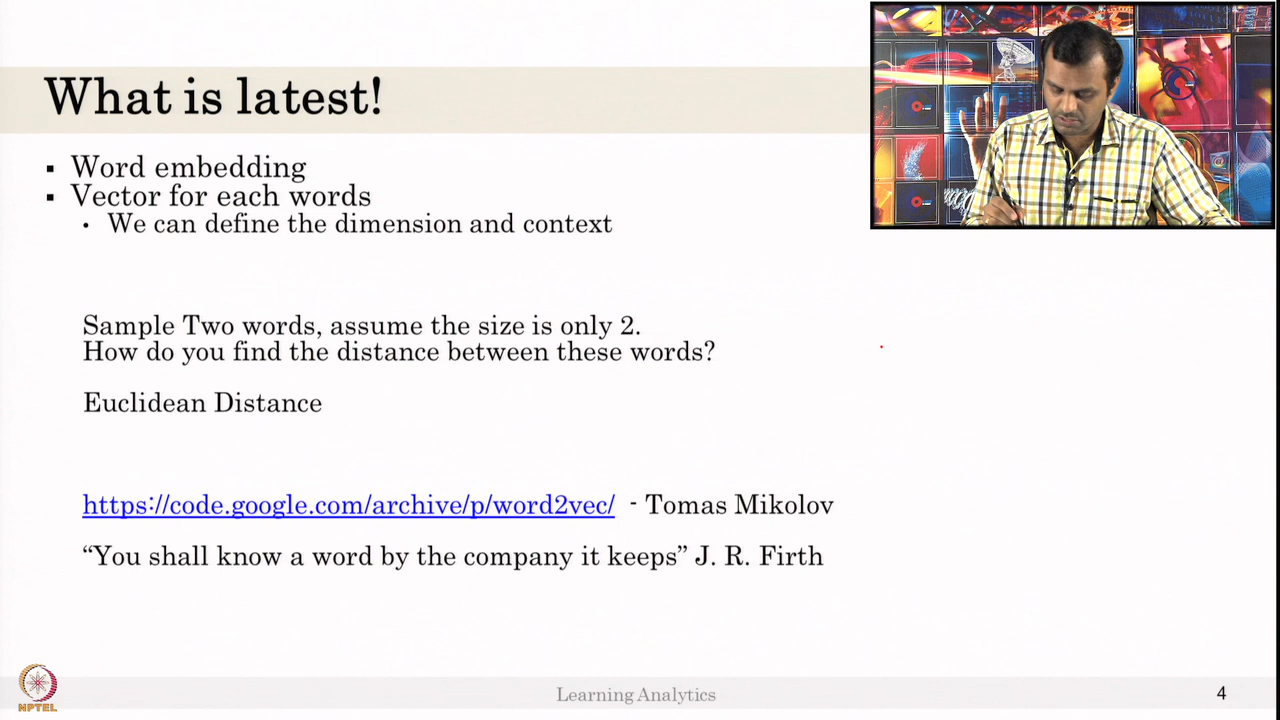 What is latest!
▪ Word embedding
▪ Vector for each words
• We can define the dimension and context
Sample Two words, assume the size is only 2.
How do you find the distance between these words?
Euclidean Distance
https://code.google.com/archive/p/word2vec/ - Tomas Mikolov
“You shall know a word by the company it keeps” J. R. Firth
NPTEL
Learning Analytics
4